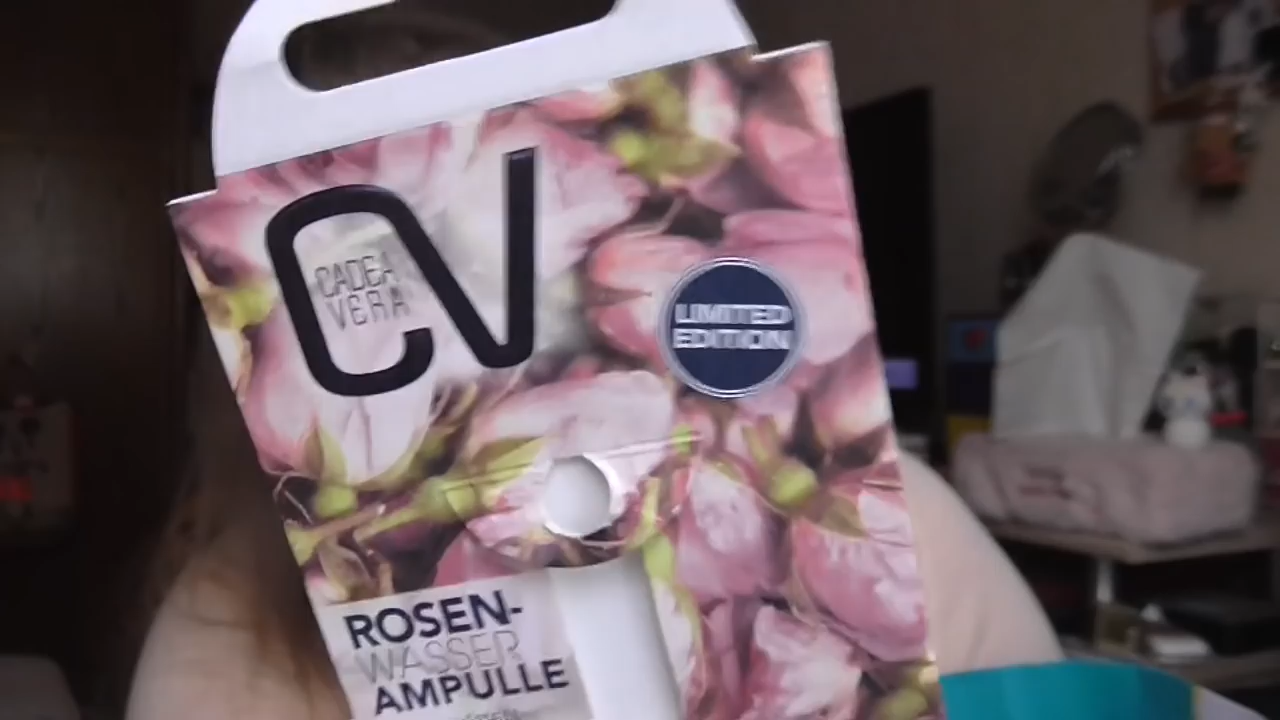 CV
CADEA
VERA
LIMITED
EDITION
ROSEN-
WASSER
AMPULLE